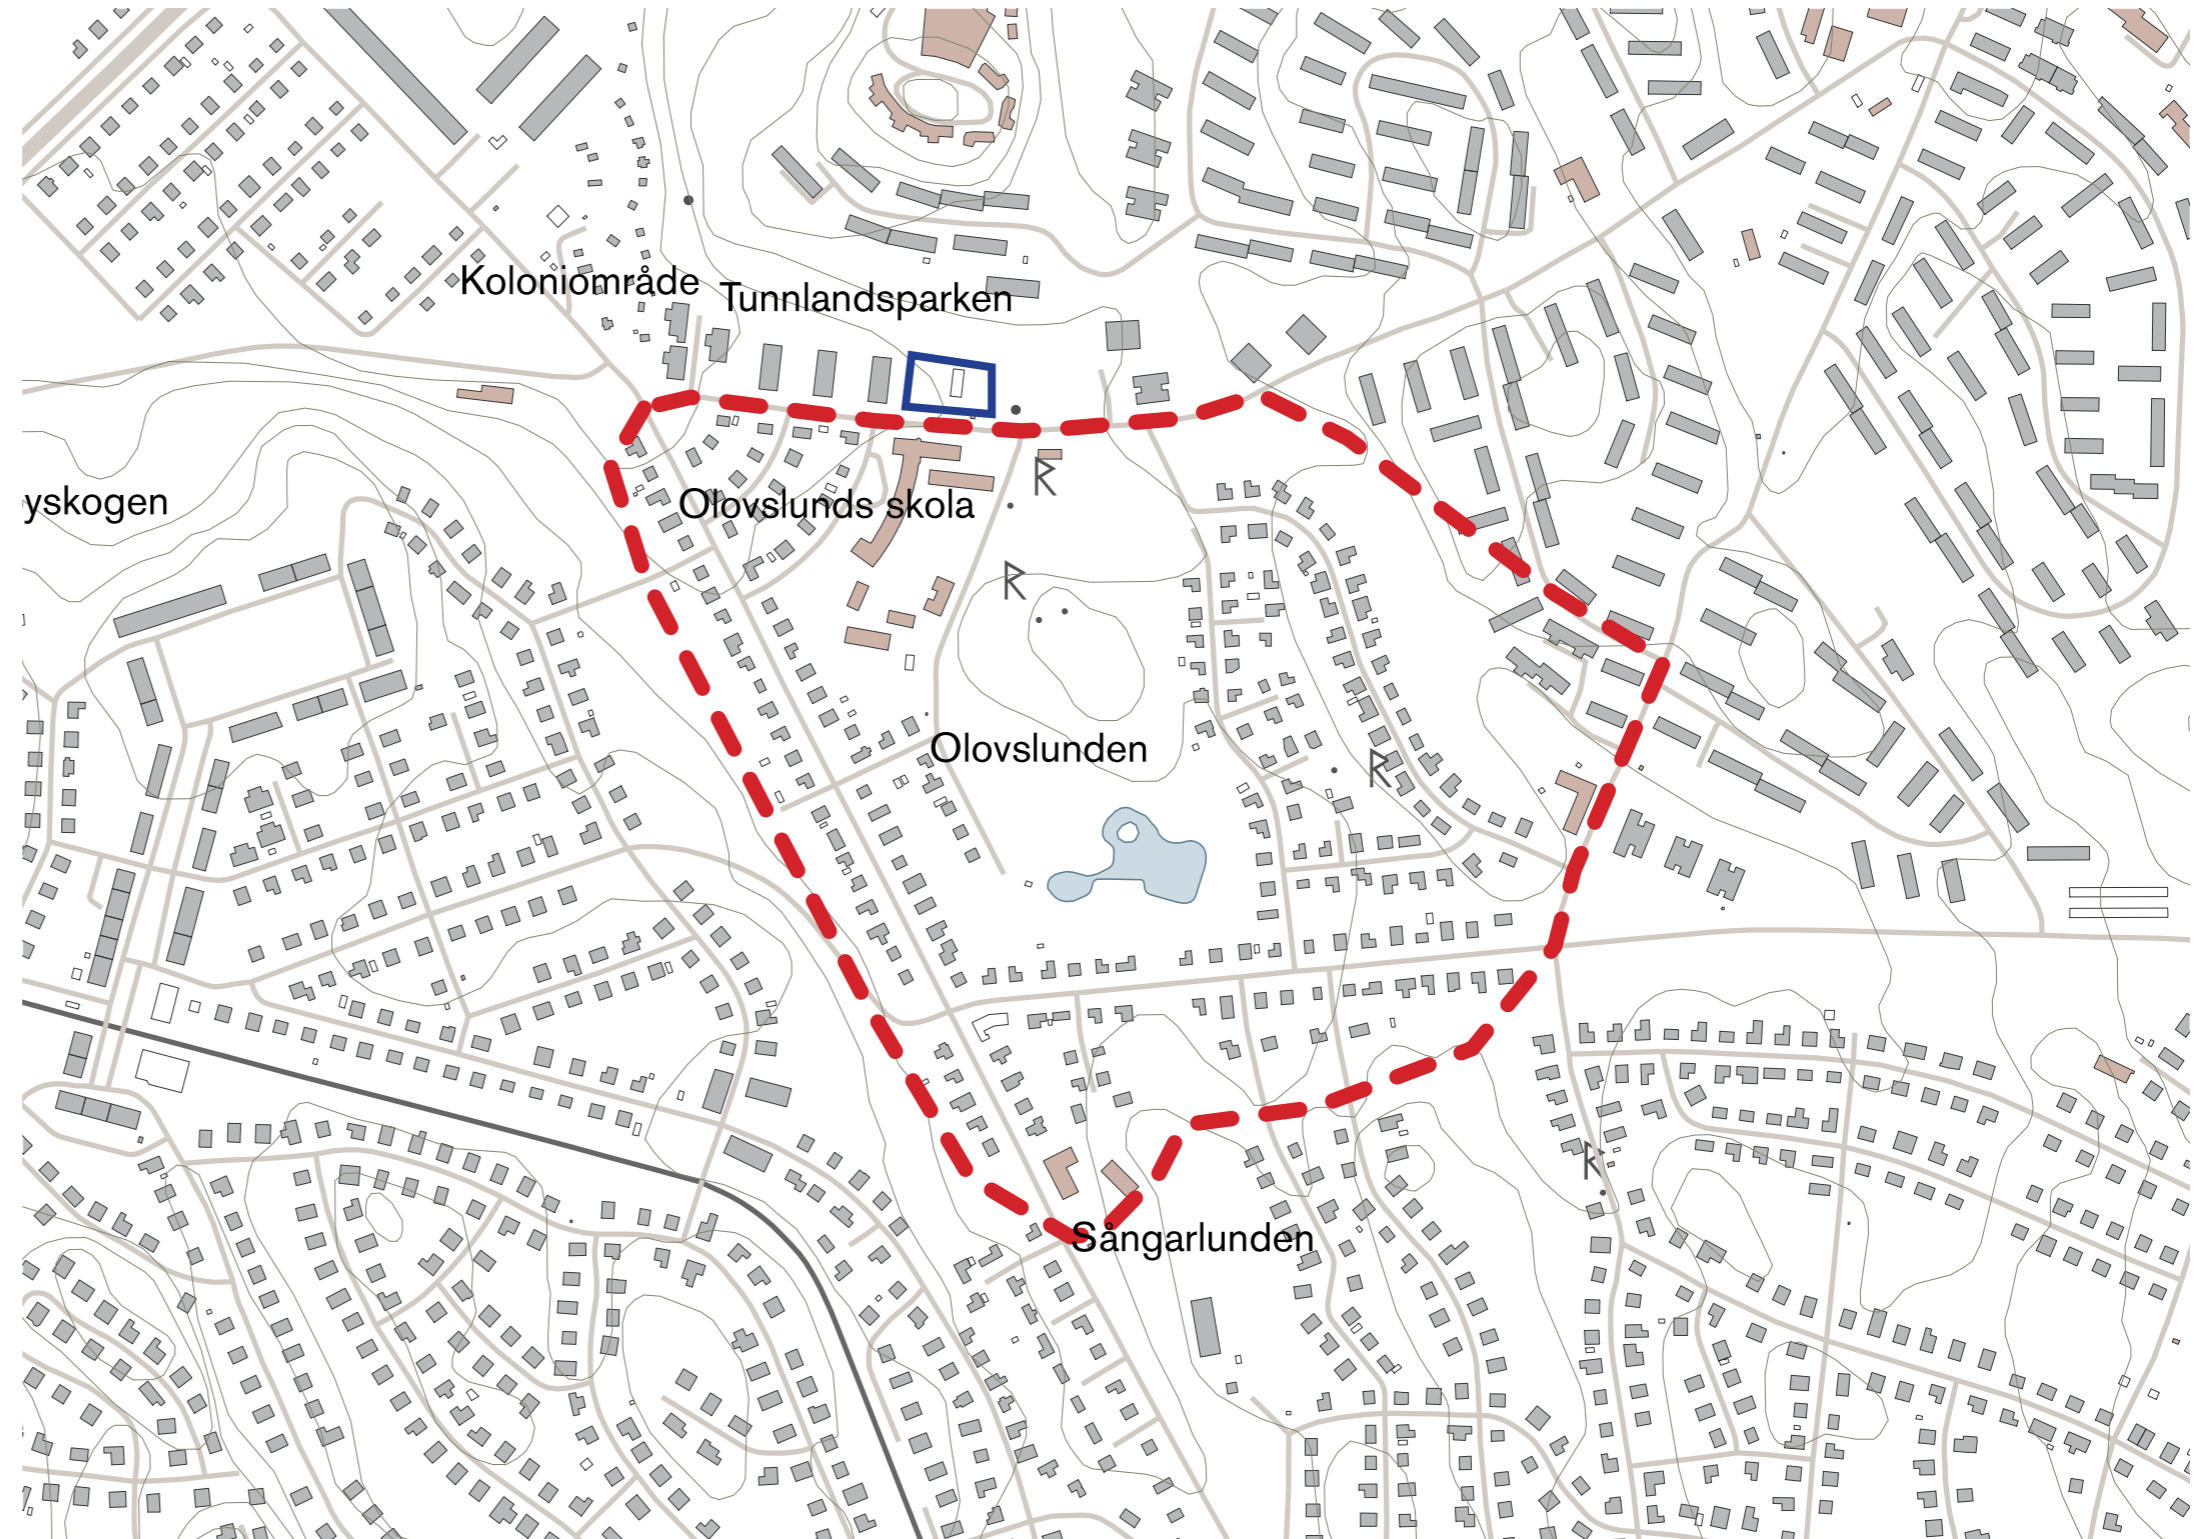 Koloniområde
Tunnlandsparken
yskogen
Olovslunds skola
R
R
Olovslunden
R
R
Sångarlunden